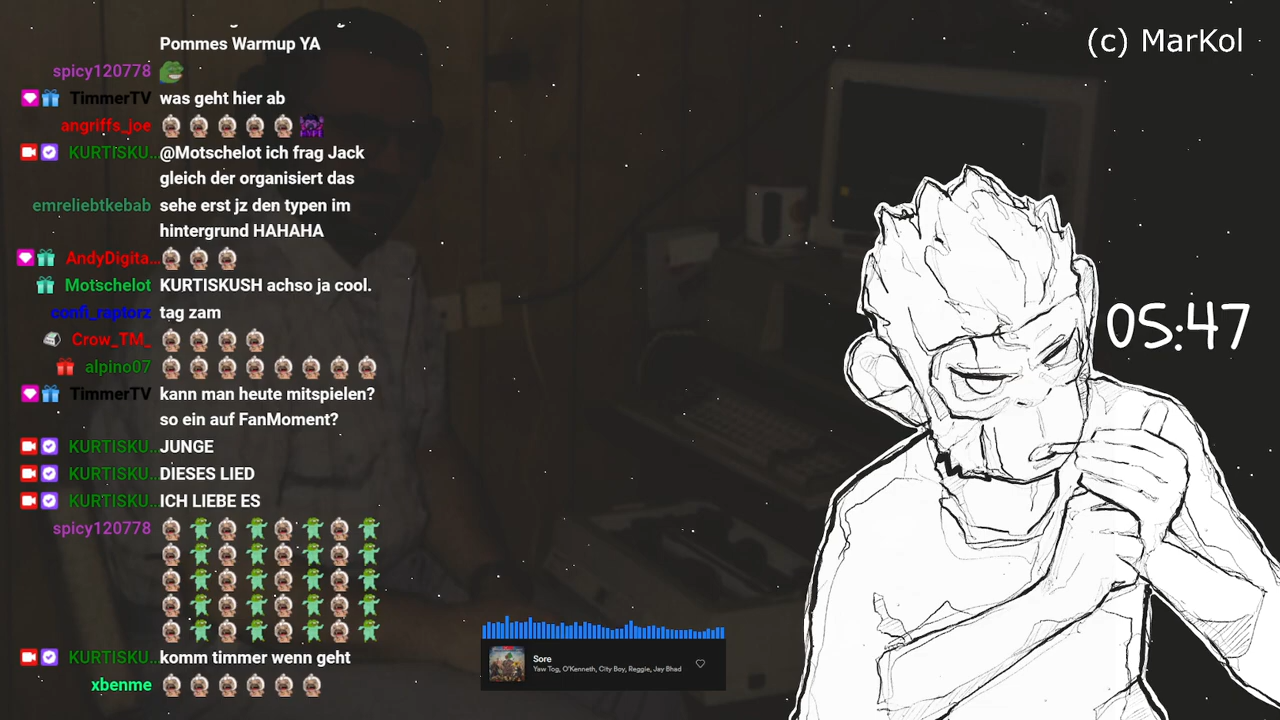 (c) MarKol
Pommes Warmup YA
spicy120778
TimmerTV was geht hier ab
angriffs_joe
KURTISKU... @Motschelot ich frag Jack
gleich der organisiert das
emreliebtkebab sehe erst jz den typen im
hintergrund HAHAHA
AndyDigita...
Motschelot KURTISKUSH achso ja cool.
confi_raptorz tag zam
Crow_TM_
alpino07
TimmerTV kann man heute mitspielen?
so ein auf FanMoment?
KURTISKU... JUNGE
KURTISKU... DIESES LIED
KURTISKU... ICH LIEBE ES
spicy120778
KURTISKU... komm timmer wenn geht
xbenme
05:47
Sore
Yaw Tog, O'Kenneth, City Boy, Reggie, Jay Bhad